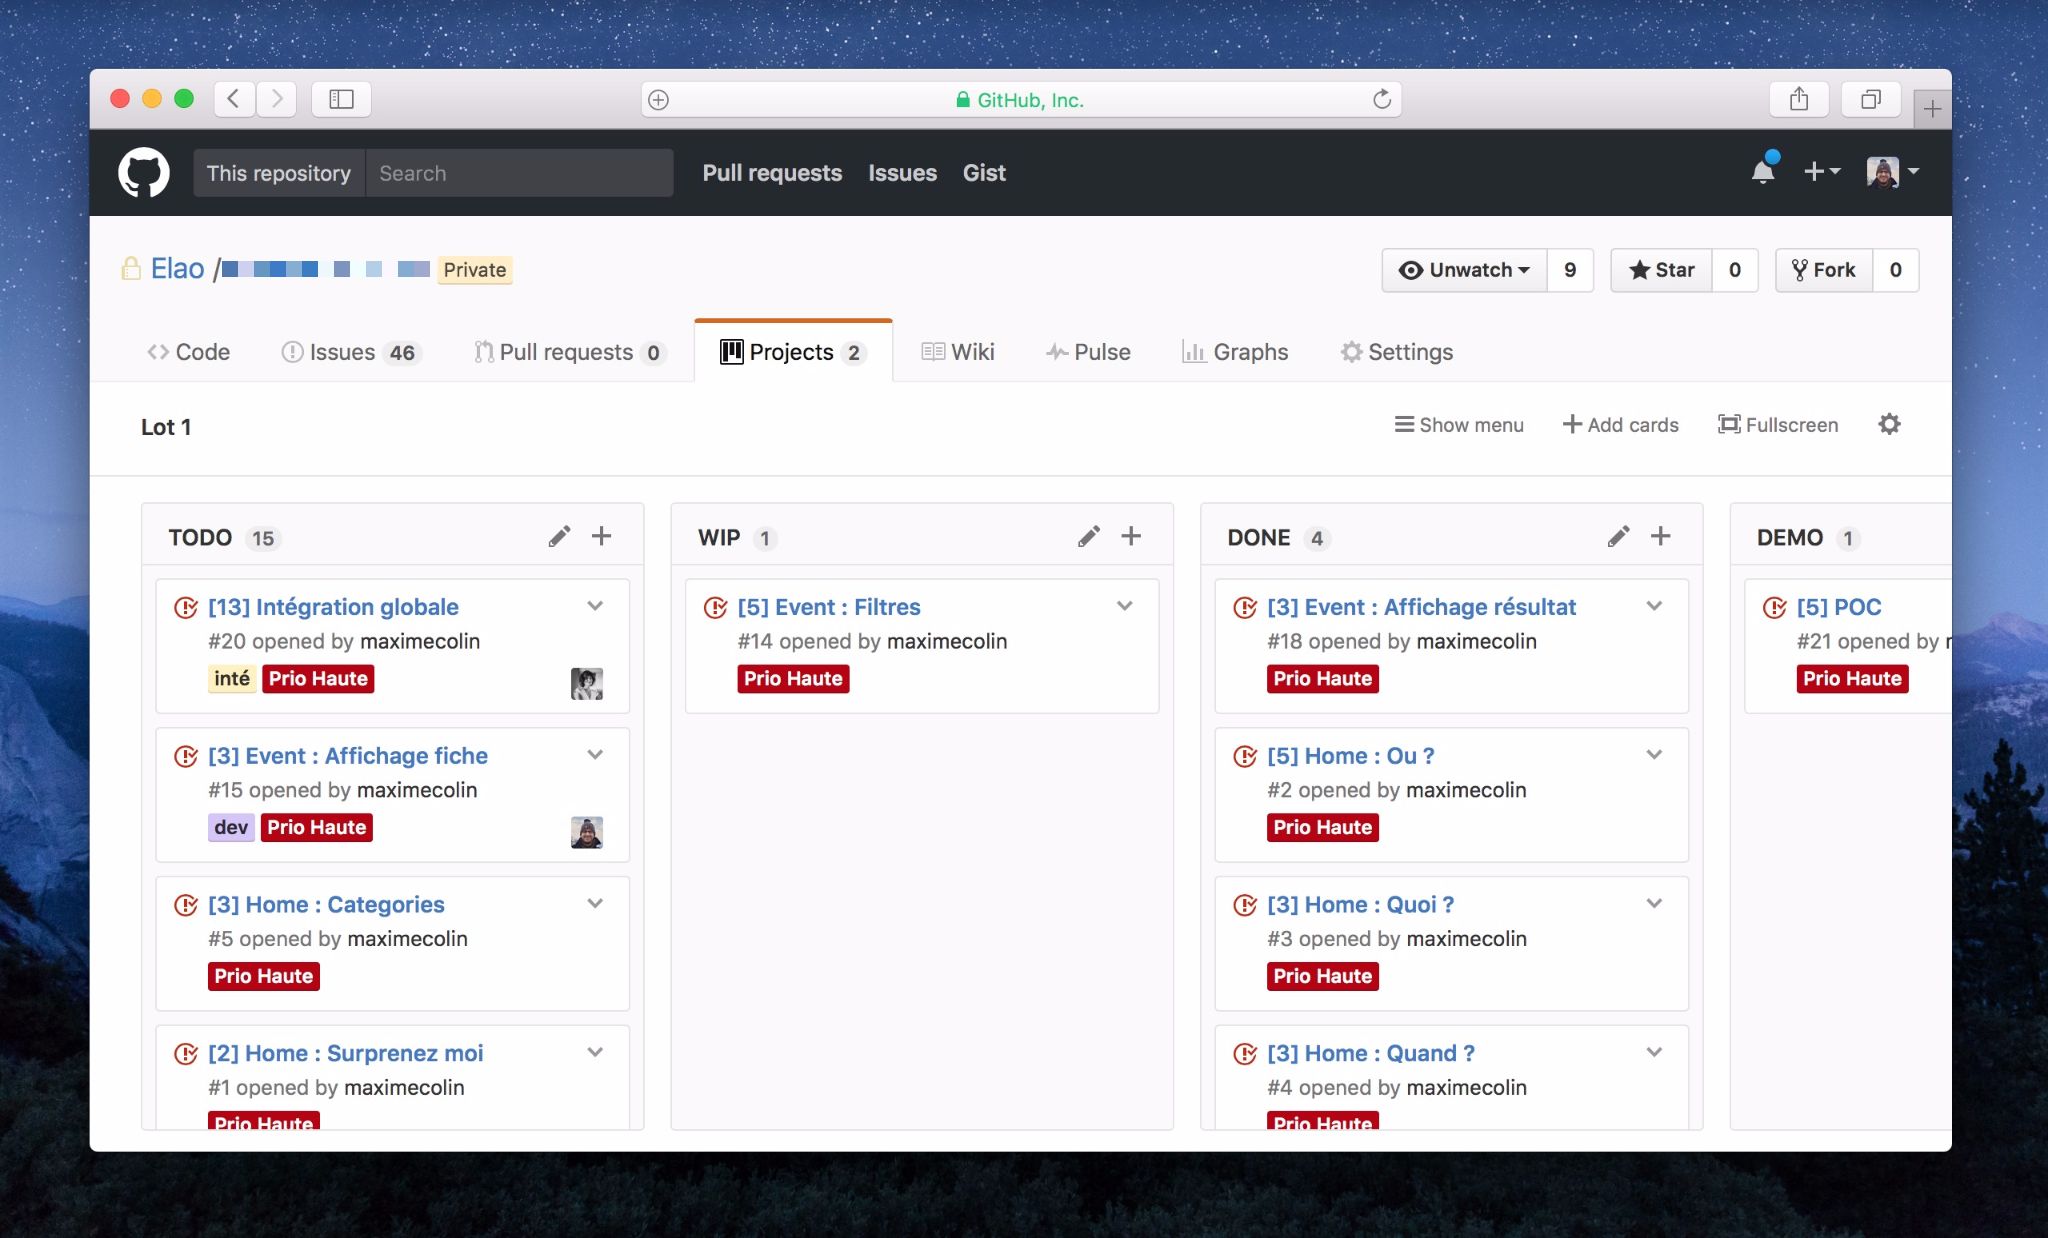 GitHub, Inc.
This repository Search Pull requests Issues Gist
Elao / Private
Unwatch 9 Star 0 Fork 0
Code Issues 46 Pull requests 0 Projects 2 Wiki Pulse Graphs Settings
Lot 1
Show menu Add cards Fullscreen
TODO 15
[13] Intégration globale
#20 opened by maximecolin
inté Prio Haute
[3] Event : Affichage fiche
#15 opened by maximecolin
dev Prio Haute
[3] Home : Categories
#5 opened by maximecolin
Prio Haute
[2] Home : Surprenez moi
#1 opened by maximecolin
Prio Haute
WIP 1
[5] Event : Filtres
#14 opened by maximecolin
Prio Haute
DONE 4
[3] Event : Affichage résultat
#18 opened by maximecolin
Prio Haute
[5] Home : Ou ?
#2 opened by maximecolin
Prio Haute
[3] Home : Quoi ?
#3 opened by maximecolin
Prio Haute
[3] Home : Quand ?
#4 opened by maximecolin
Prio Haute
DEMO 1
[5] POC
#21 opened by
Prio Haute